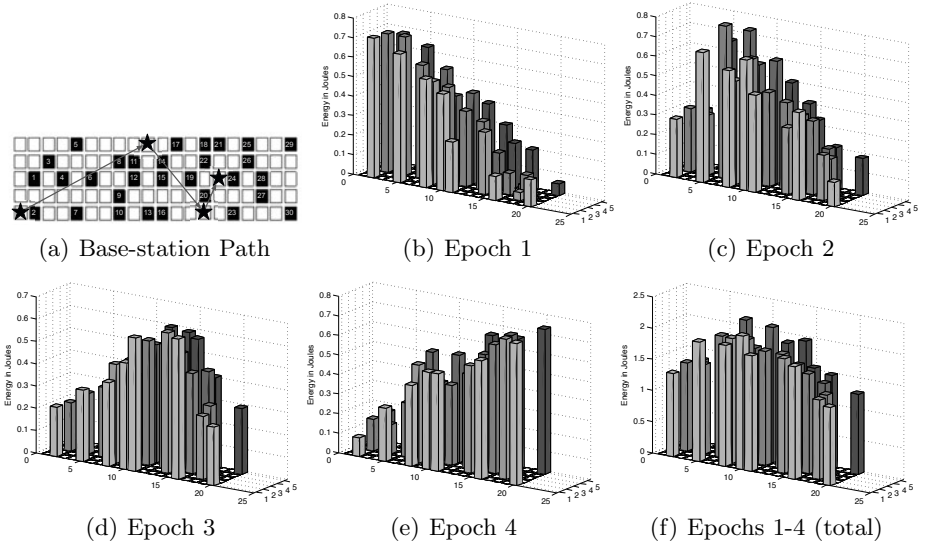 5 17 18 21 25 29
3 8 11 14 22 26
1 4 6 12 15 19 24 28
9 20 27
2 7 10 13 16 23 30
(a) Base-station Path
Energy in Joules
0.8
0.7
0.6
0.5
0.4
0.3
0.2
0.1
0
0 5 10 15 20 25
1 2 3 4 5
(b) Epoch 1
Energy in Joules
0.8
0.7
0.6
0.5
0.4
0.3
0.2
0.1
0
0 5 10 15 20 25
1 2 3 4 5
(c) Epoch 2
Energy in Joules
0.7
0.6
0.5
0.4
0.3
0.2
0.1
0
0 5 10 15 20 25
1 2 3 4 5
(d) Epoch 3
Energy in Joules
0.8
0.7
0.6
0.5
0.4
0.3
0.2
0.1
0
0 5 10 15 20 25
1 2 3 4 5
(e) Epoch 4
Energy in Joules
2.5
2
1.5
1
0.5
0
0 5 10 15 20 25
1 2 3 4 5
(f) Epochs 1-4 (total)